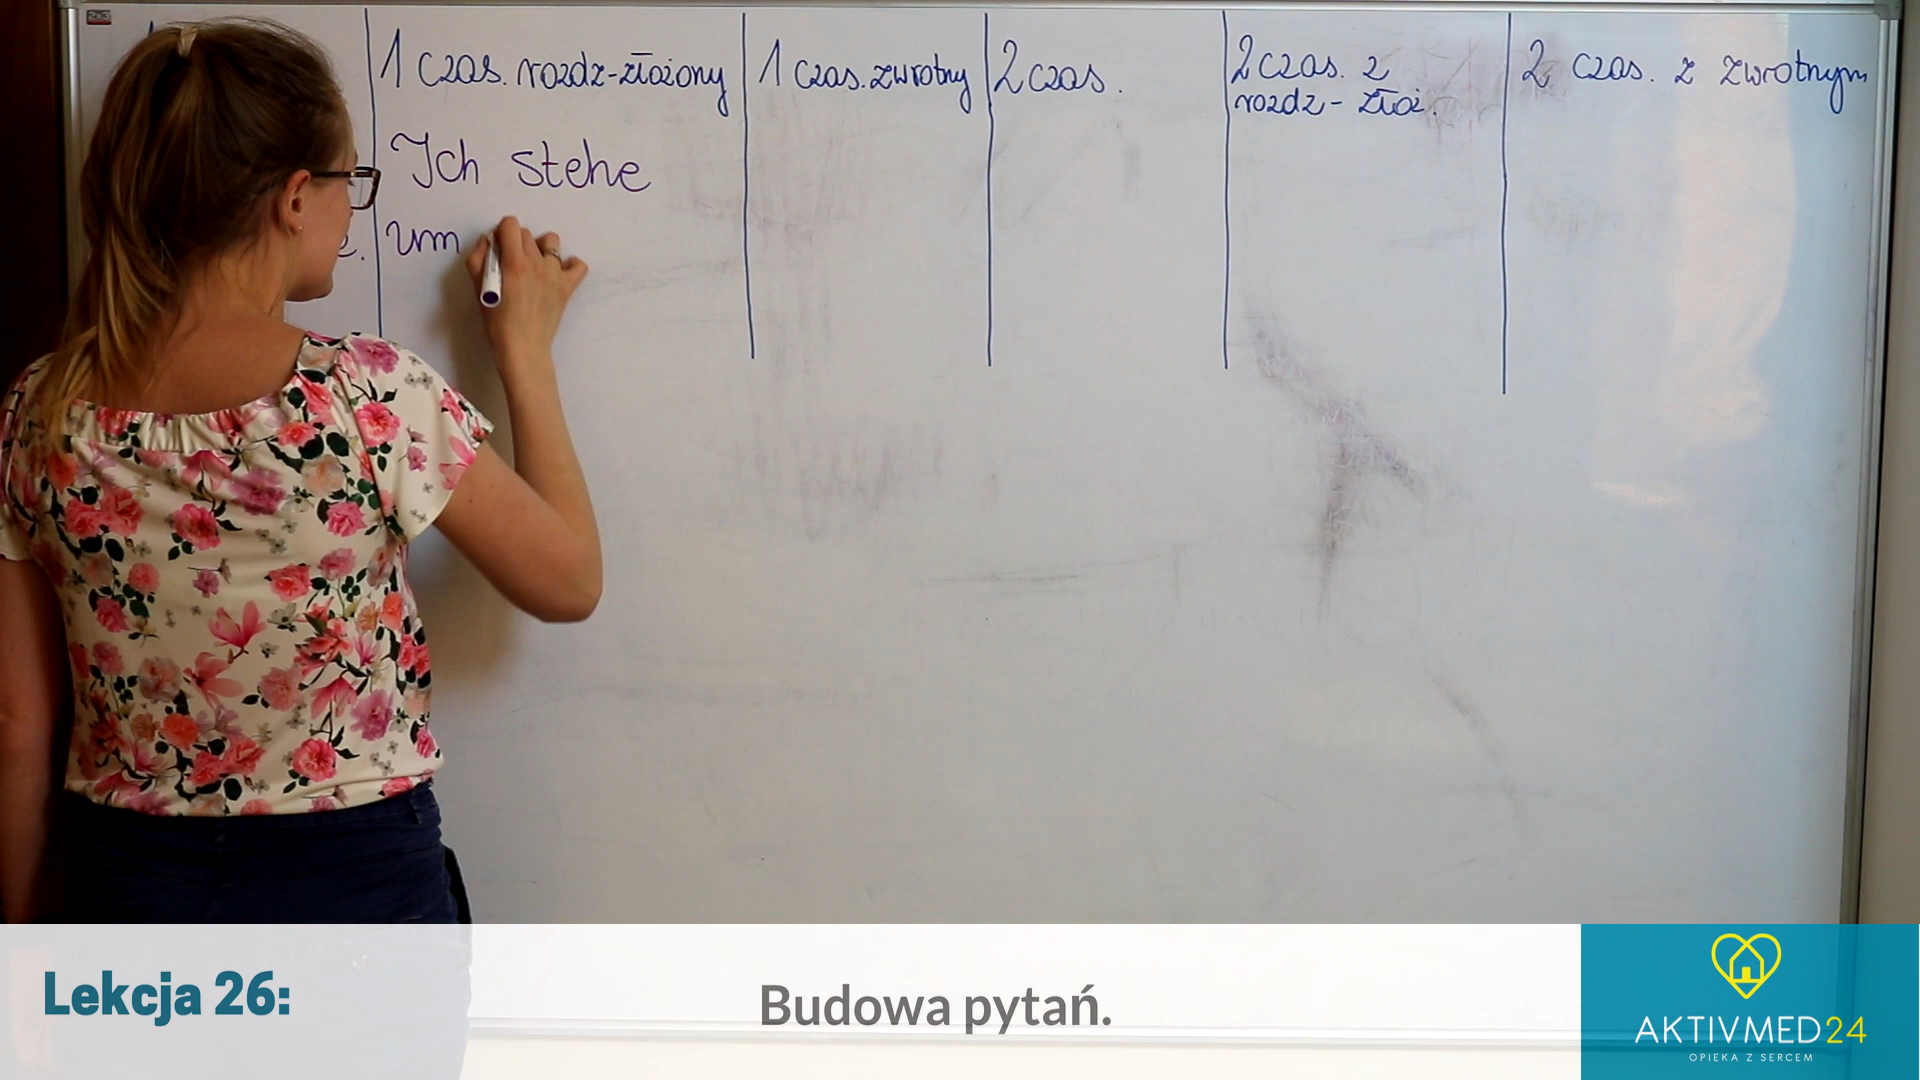 1 czas. rozdz-złożony
1 czas. zwrotny
2 czas.
2 czas. z
rozdz - złoż.
2 czas. z zwrotnym
Ich stehe
e. um
Lekcja 26:
Budowa pytań.
AKTIVMED24
OPIEKA Z SERCEM